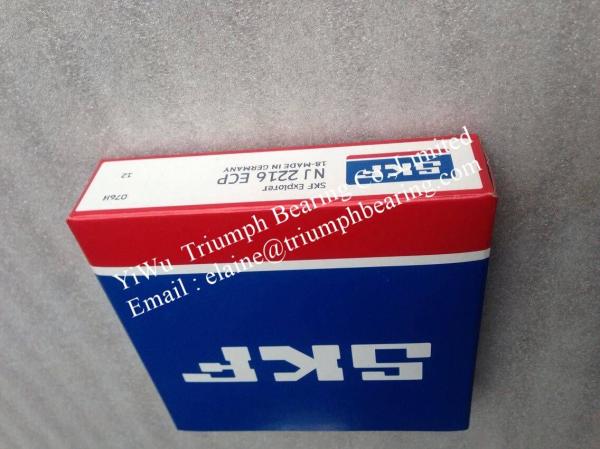 SKF
SKF Explorer
NJ 2216 ECP
18-MADE IN GERMANY
12
076H
SKF
YiWu Triumph Bearing Co., Limited
Email : elaine@triumphbearing.com